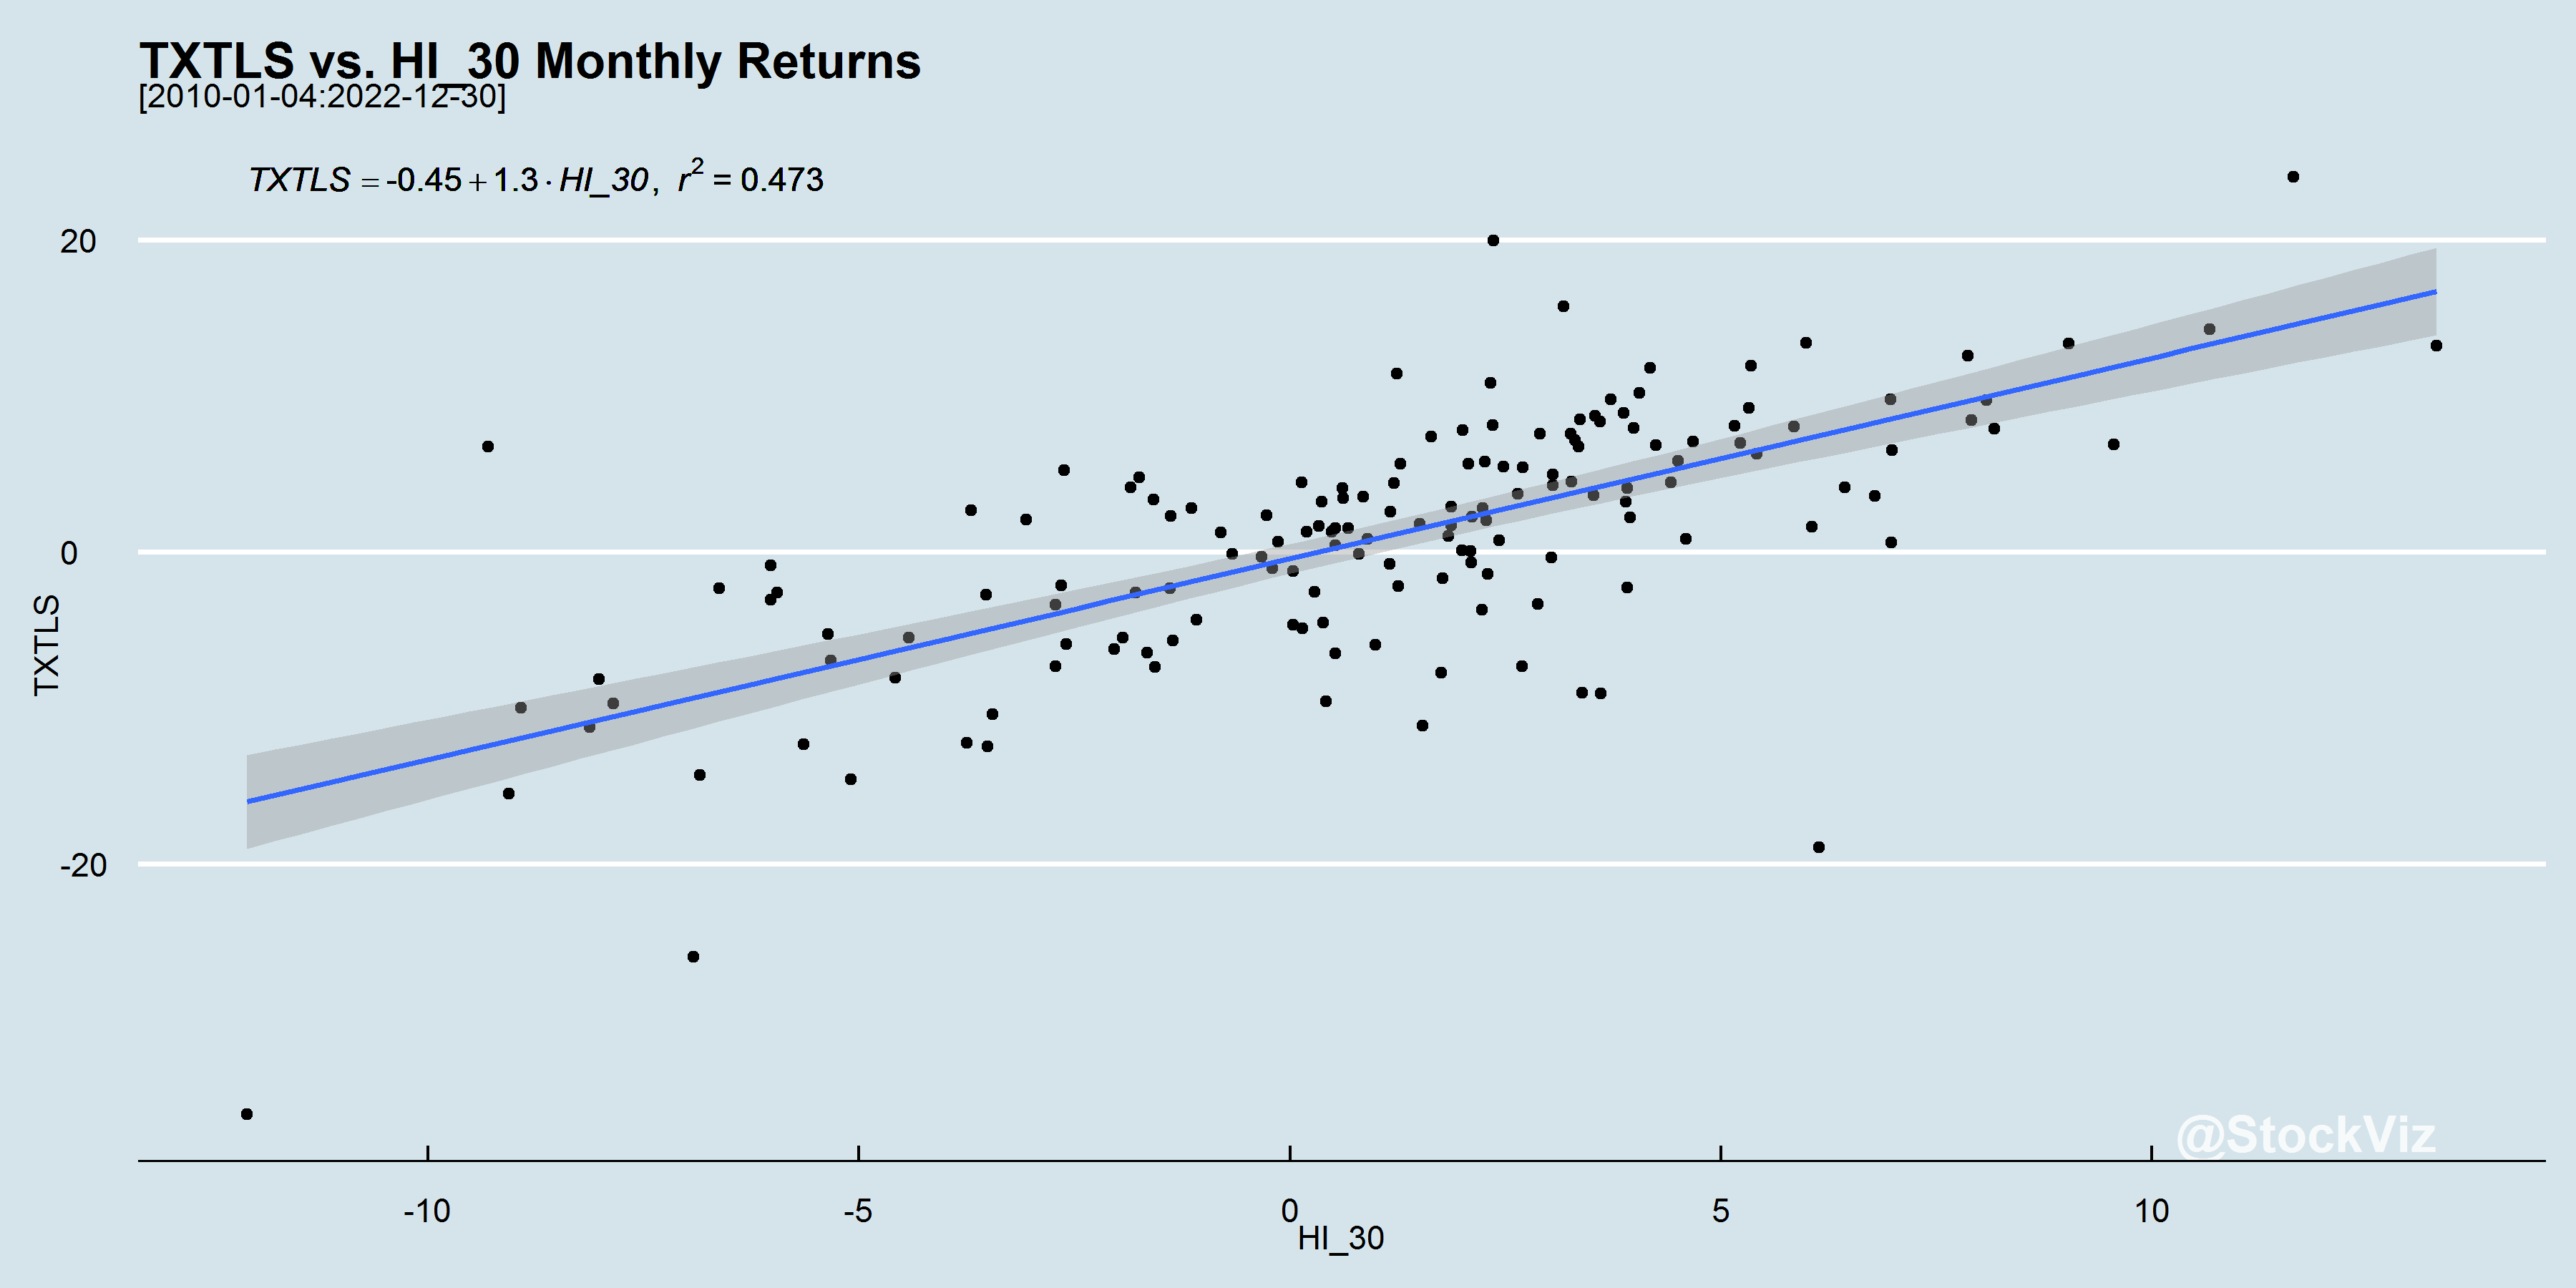 TXTLS vs. HI_30 Monthly Returns
[2010-01-04:2022-12-30]
TXTLS = -0.45 + 1.3 · HI_30, r² = 0.473
20
0
-20
TXTLS
@StockViz
-10 -5 0 5 10
HI_30